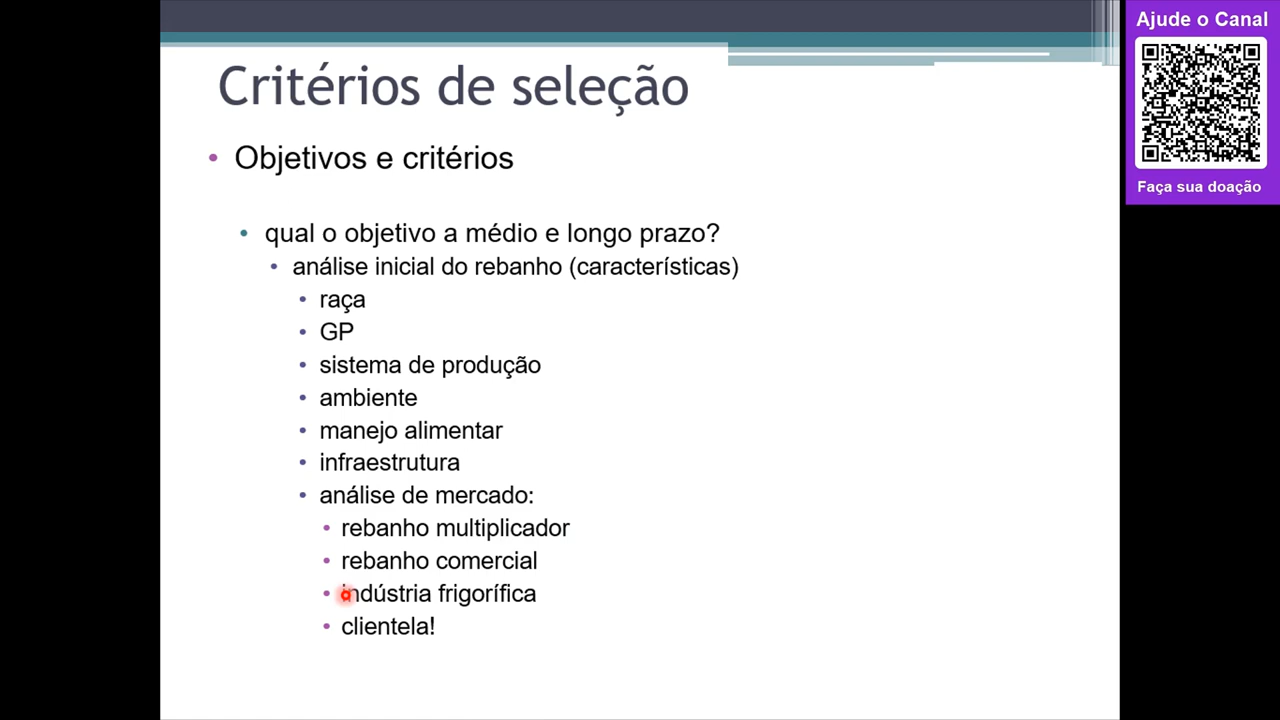 Critérios de seleção
• Objetivos e critérios
• qual o objetivo a médio e longo prazo?
• análise inicial do rebanho (características)
• raça
• GP
• sistema de produção
• ambiente
• manejo alimentar
• infraestrutura
• análise de mercado:
• rebanho multiplicador
• rebanho comercial
• indústria frigorífica
• clientela!
Ajude o Canal
Faça sua doação